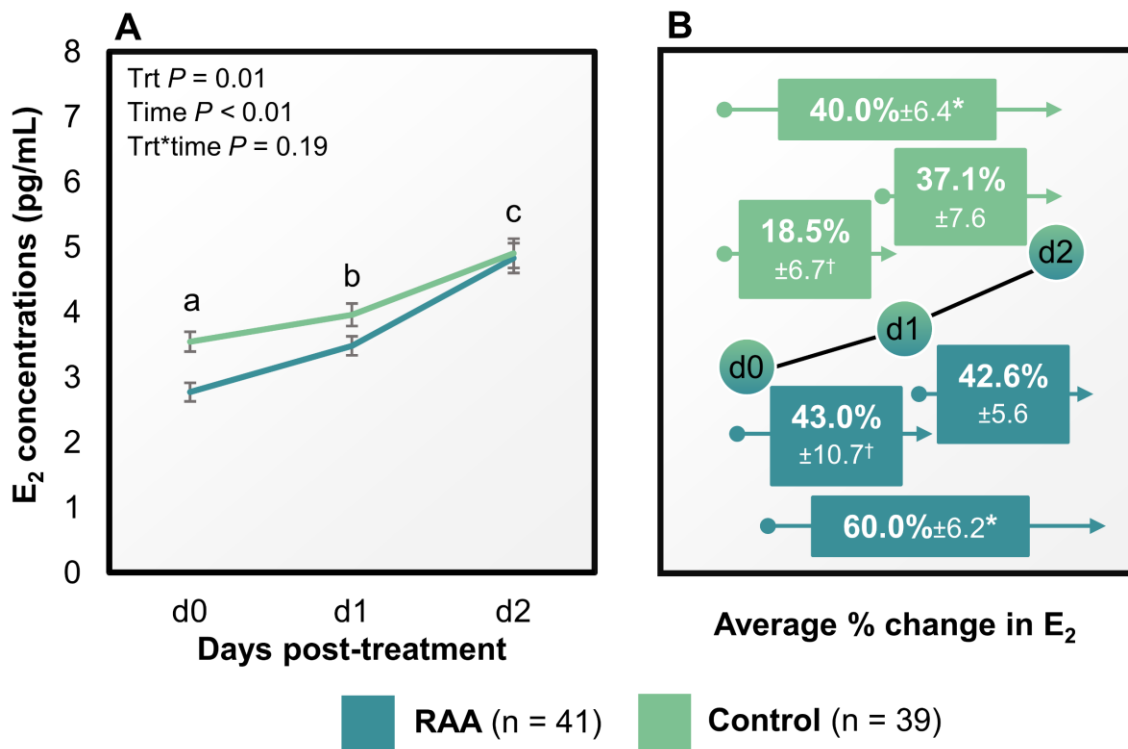 A
E₂ concentrations (pg/mL)
8
7
6
5
4
3
2
1
0
Trt P = 0.01
Time P < 0.01
Trt*time P = 0.19
a
b
c
d0
d1
d2
Days post-treatment
B
40.0%±6.4*
37.1%
±7.6
18.5%
±6.7†
d2
d1
d0
42.6%
±5.6
43.0%
±10.7†
60.0%±6.2*
Average % change in E₂
RAA (n = 41)
Control (n = 39)